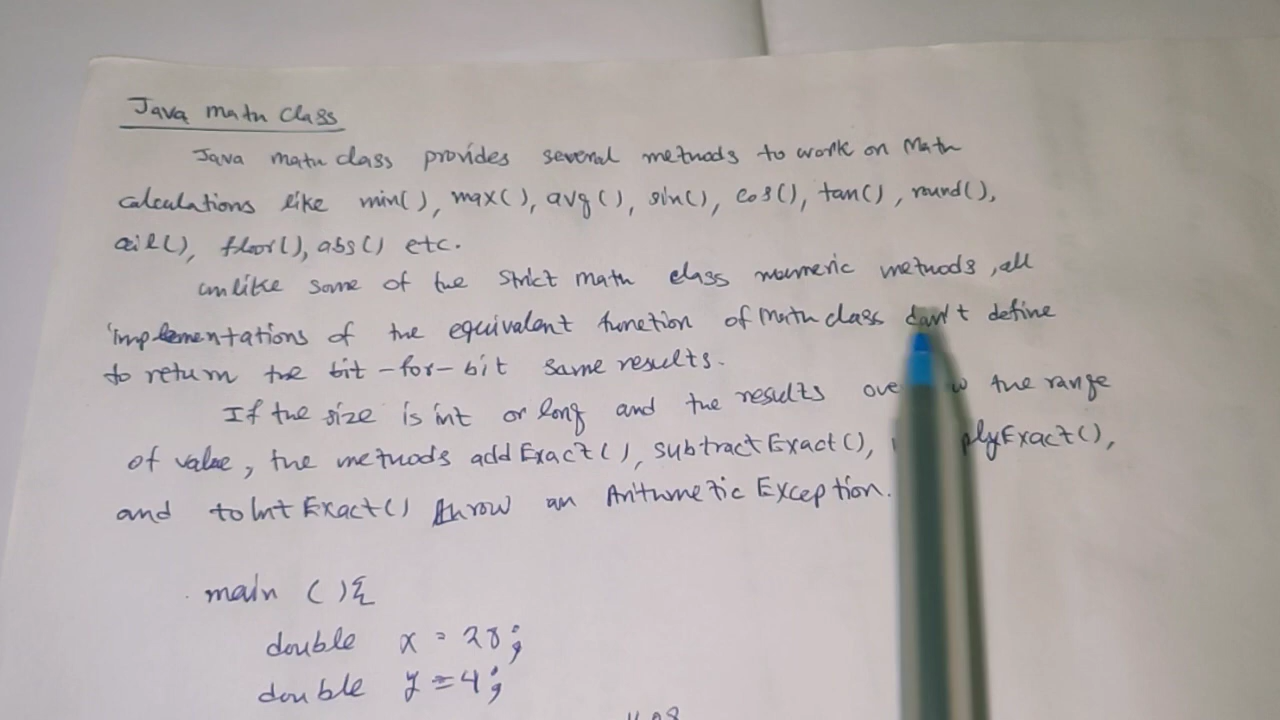 Java math class
Java math class provides several methods to work on Math
calculations like min(), max(), avg(), sin(), cos(), tan(), round(),
ceil(), floor(), abs() etc.
unlike some of the strict math class numeric methods, all
implementations of the equivalent function of Math class can't define
to return the bit-for-bit same results.
If the size is int or long and the results ove w the range
of value, the methods addExact(), subtractExact(), plyExact(),
and toIntExact() throw an Arithmetic Exception.
main () {
double x = 28;
double y = 4;